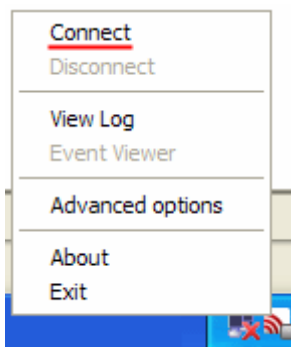 Connect
Disconnect
View Log
Event Viewer
Advanced options
About
Exit